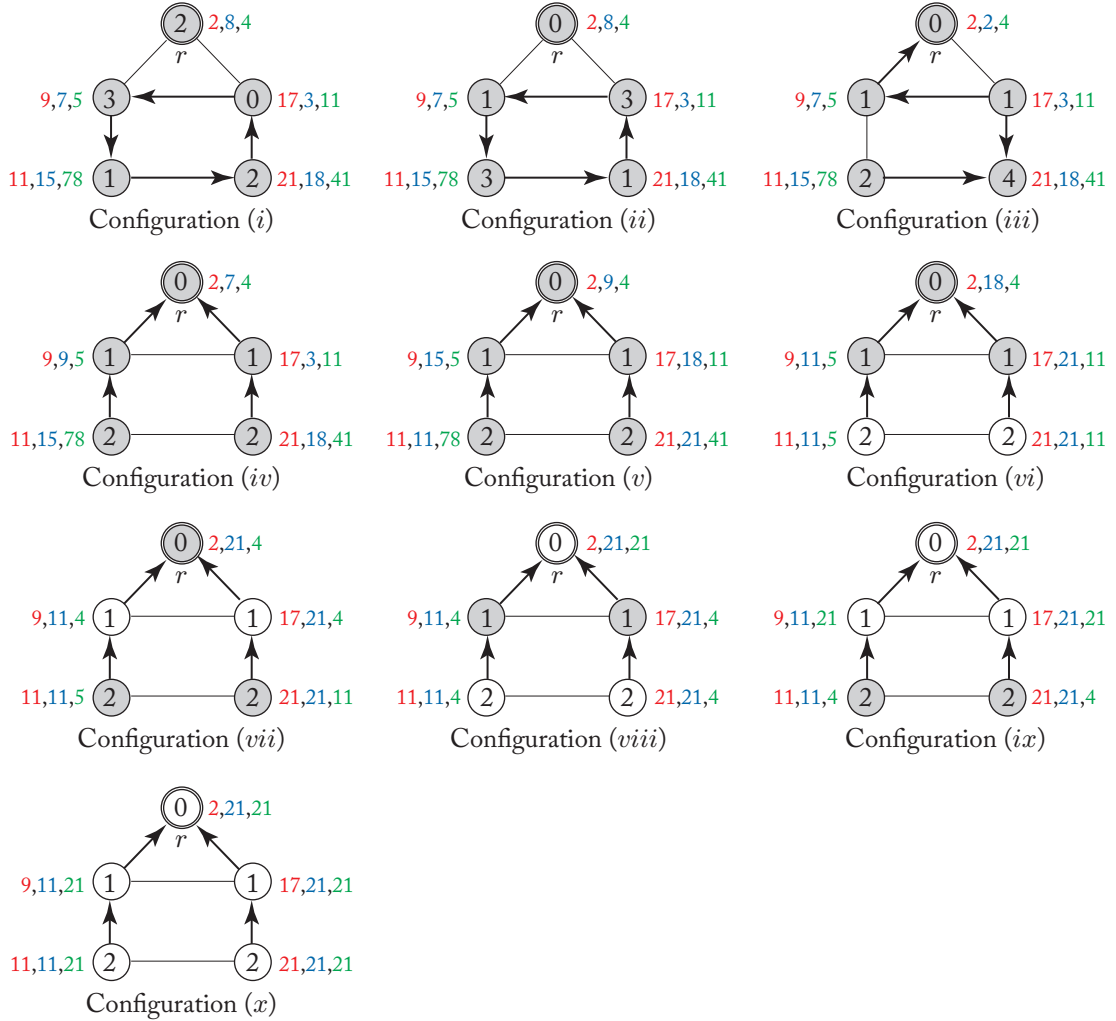 2 2,8,4 0 2,8,4 0 2,2,4
r r r
9,7,5 3 0 17,3,11 9,7,5 1 3 17,3,11 9,7,5 1 1 17,3,11
11,15,78 1 2 21,18,41 11,15,78 3 1 21,18,41 11,15,78 2 4 21,18,41
Configuration (i) Configuration (ii) Configuration (iii)
0 2,7,4 0 2,9,4 0 2,18,4
r r r
9,9,5 1 1 17,3,11 9,15,5 1 1 17,18,11 9,11,5 1 1 17,21,11
11,15,78 2 2 21,18,41 11,11,78 2 2 21,21,41 11,11,5 2 2 21,21,11
Configuration (iv) Configuration (v) Configuration (vi)
0 2,21,4 0 2,21,21 0 2,21,21
r r r
9,11,4 1 1 17,21,4 9,11,4 1 1 17,21,4 9,11,21 1 1 17,21,21
11,11,5 2 2 21,21,11 11,11,4 2 2 21,21,4 11,11,4 2 2 21,21,4
Configuration (vii) Configuration (viii) Configuration (ix)
0 2,21,21
r
9,11,21 1 1 17,21,21
11,11,21 2 2 21,21,21
Configuration (x)